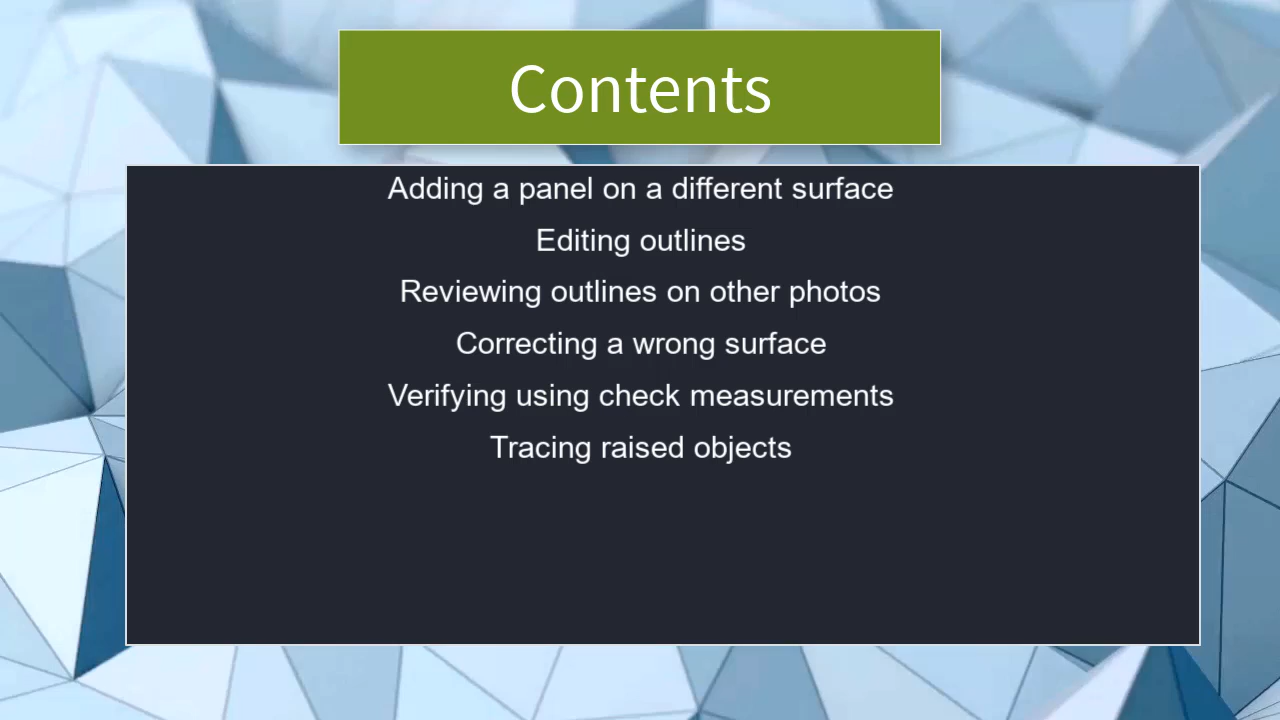 Contents
Adding a panel on a different surface
Editing outlines
Reviewing outlines on other photos
Correcting a wrong surface
Verifying using check measurements
Tracing raised objects